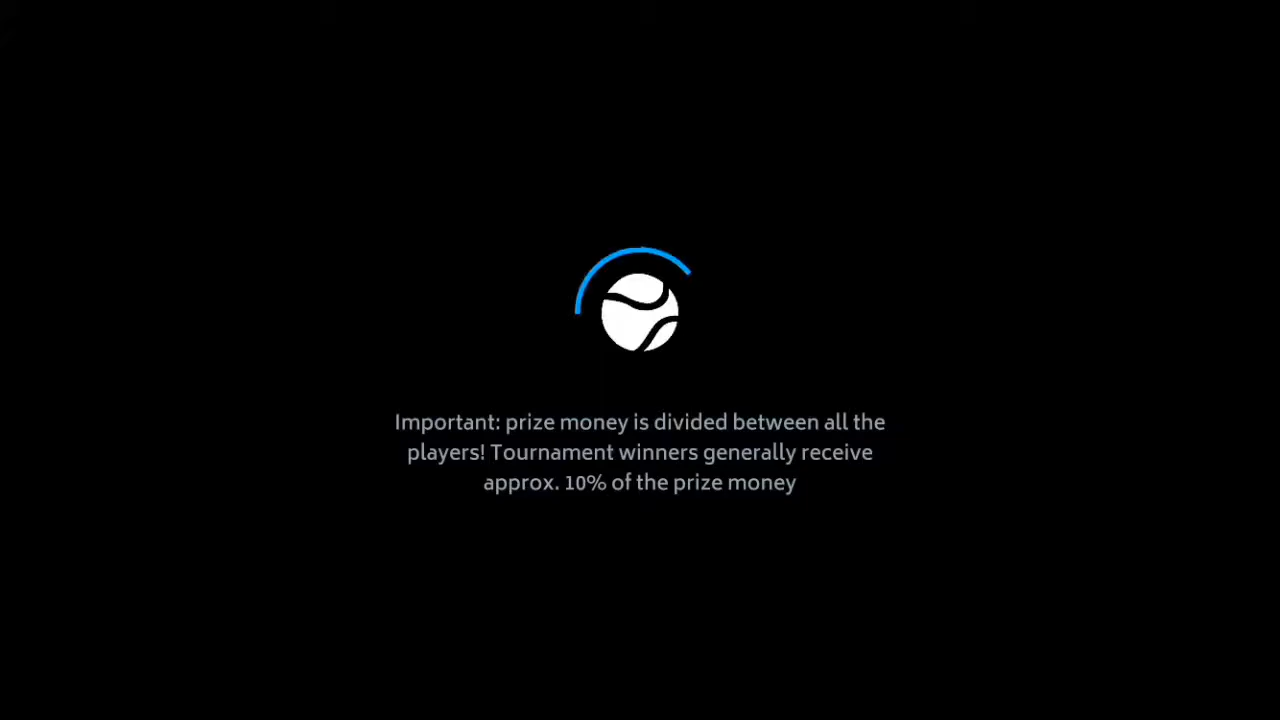 Important: prize money is divided between all the
players! Tournament winners generally receive
approx. 10% of the prize money